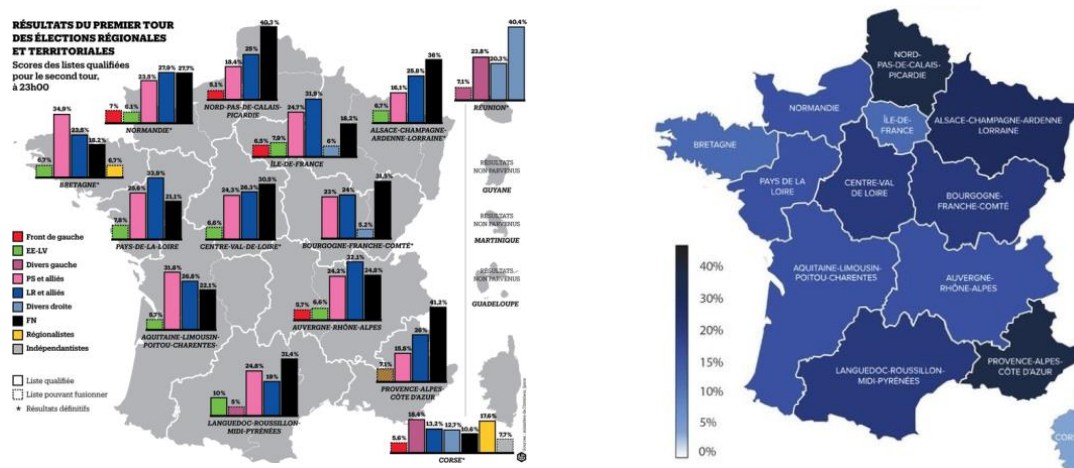 RÉSULTATS DU PREMIER TOUR
DES ÉLECTIONS RÉGIONALES
ET TERRITORIALES
Scores des listes qualifiées
pour le second tour,
à 23h00
7%
6,1%
27,9%
27,7%
NORMANDIE*
5,1%
18,4%
25%
40,3%
NORD-PAS-DE-CALAIS-
PICARDIE
6,7%
16,1%
25,8%
36%
ALSACE-CHAMPAGNE-
ARDENNE-LORRAINE*
7,1%
23,8%
20,3%
40,4%
RÉUNION*
6,7%
34,9%
23,5%
18,2%
6,7%
BRETAGNE*
6,5%
7,9%
24,7%
31,9%
6%
18,2%
ÎLE-DE-FRANCE
RÉSULTATS
NON PARVENUS
GUYANE
7,8%
25,6%
33,9%
21,1%
PAYS-DE-LA-LOIRE
6,6%
24,3%
26,3%
30,5%
CENTRE-VAL-DE-LOIRE*
23%
24%
5,2%
31,5%
BOURGOGNE-FRANCHE-COMTÉ*
RÉSULTATS
NON PARVENUS
MARTINIQUE
RÉSULTATS
NON PARVENUS
GUADELOUPE
Front de gauche
EE-LV
Divers gauche
PS et alliés
LR et alliés
Divers droite
FN
Régionalistes
Indépendantistes
Liste qualifiée
Liste pouvant fusionner
* Résultats définitifs
5,7%
31,8%
26,8%
22,1%
AQUITAINE-LIMOUSIN-
POITOU-CHARENTES-
5,7%
6,6%
24,2%
32,1%
24,8%
AUVERGNE-RHÔNE-ALPES
7,1%
15,8%
26%
41,2%
PROVENCE-ALPES-
CÔTE D'AZUR
10%
5%
24,8%
19%
31,4%
LANGUEDOC-ROUSSILLON-
MIDI-PYRÉNÉES
5,6%
18,4%
13,2%
12,7%
10,6%
17,6%
7,7%
CORSE*
NORD-
PAS-DE-CALAIS-
PICARDIE
NORMANDIE
ÎLE-DE-
FRANCE
ALSACE-CHAMPAGNE-ARDENNE
LORRAINE
BRETAGNE
PAYS DE LA
LOIRE
CENTRE-VAL
DE LOIRE
BOURGOGNE-
FRANCHE-COMTÉ
AQUITAINE-LIMOUSIN-
POITOU-CHARENTES
AUVERGNE-
RHÔNE-ALPES
PROVENCE-ALPES-
CÔTE D'AZUR
LANGUEDOC-ROUSSILLON-
MIDI-PYRÉNÉES
CORS
40%
30%
20%
15%
10%
5%
0%